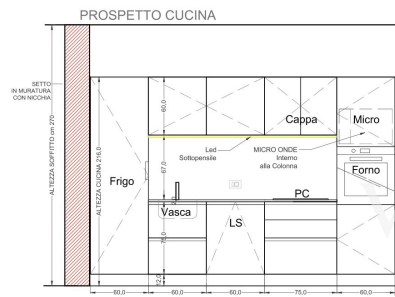 PROSPETTO CUCINA
SETTO
IN MURATURA
CON NICCHIA
ALTEZZA SOFFITTO cm 270
ALTEZZA CUCINA 216,0
60,0
Cappa
Micro
Led
Sottopensile
MICRO ONDE
Interno
alla Colonna
67,0
Frigo
Forno
PC
Vasca
LS
75,0
12,0
60,0
60,0
60,0
75,0
60,0